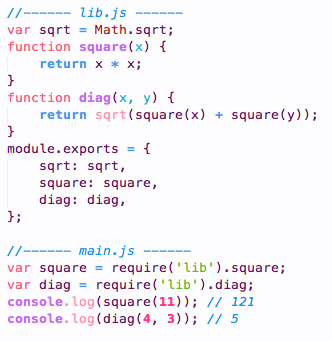 //------ lib.js ------
var sqrt = Math.sqrt;
function square(x) {
    return x * x;
}
function diag(x, y) {
    return sqrt(square(x) + square(y));
}
module.exports = {
    sqrt: sqrt,
    square: square,
    diag: diag,
};

//------ main.js ------
var square = require('lib').square;
var diag = require('lib').diag;
console.log(square(11)); // 121
console.log(diag(4, 3)); // 5